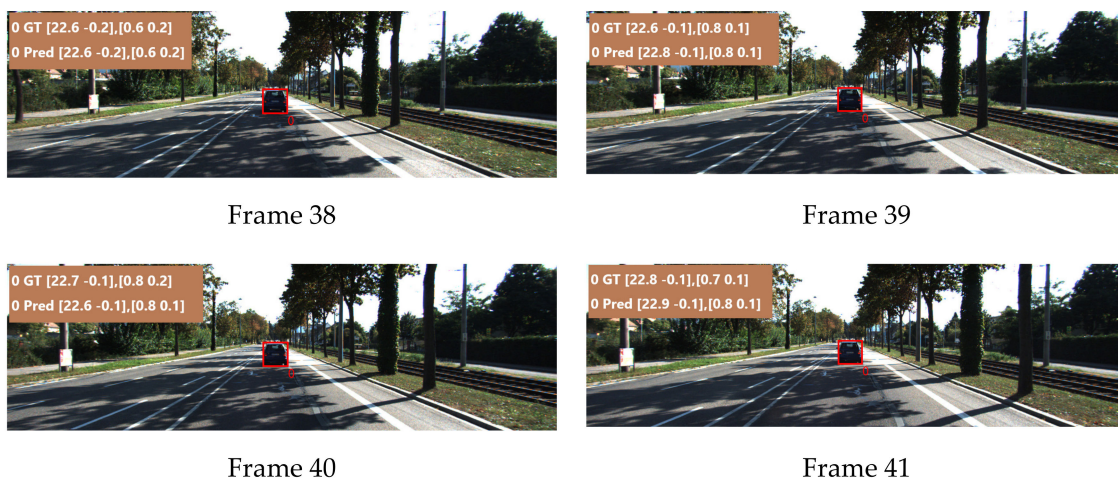 0 GT [22.6 -0.2],[0.6 0.2]
0 Pred [22.6 -0.2],[0.6 0.2]
0
Frame 38
0 GT [22.6 -0.1],[0.8 0.1]
0 Pred [22.8 -0.1],[0.8 0.1]
Frame 39
0 GT [22.7 -0.1],[0.8 0.2]
0 Pred [22.6 -0.1],[0.8 0.1]
Frame 40
0 GT [22.8 -0.1],[0.7 0.1]
0 Pred [22.9 -0.1],[0.8 0.1]
Frame 41